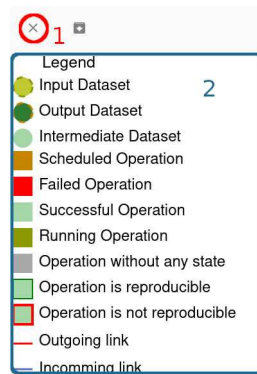 1
Legend
Input Dataset
2
Output Dataset
Intermediate Dataset
Scheduled Operation
Failed Operation
Successful Operation
Running Operation
Operation without any state
Operation is reproducible
Operation is not reproducible
Outgoing link
Incomming link